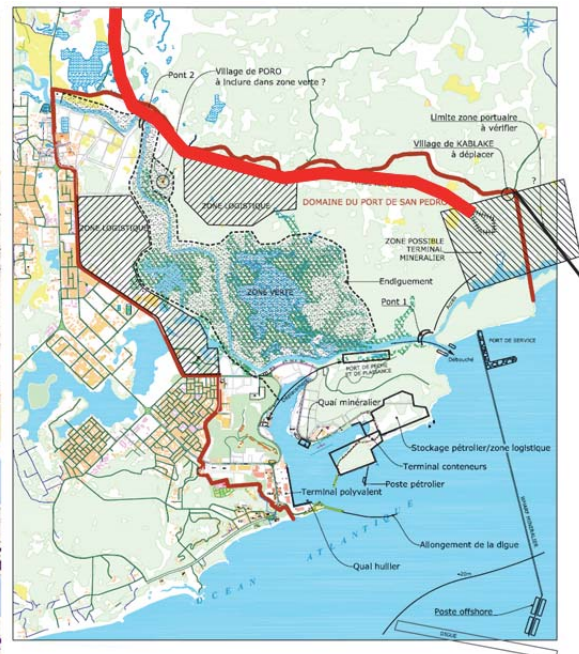 Pont 2
Village de PORO
à inclure dans zone verte ?
Limite zone portuaire
à vérifier
Village de KABLAKE
à déplacer
?
ZONE LOGISTIQUE
DOMAINE DU PORT DE SAN PEDRO
ZONE LOGISTIQUE
ZONE POSSIBLE
TERMINAL
MINERALIER
ZONE VERTE
Endiguement
Pont 1
PORT DE SERVICE
Débouché
PORT DE PECHE
ET DE PLAISANCE
Quai minéralier
Stockage pétrolier/zone logistique
Terminal conteneurs
Poste pétrolier
Terminal polyvalent
Allongement de la digue
Quai huilier
OCEAN ATLANTIQUE
-20m
Poste offshore
DIGUE